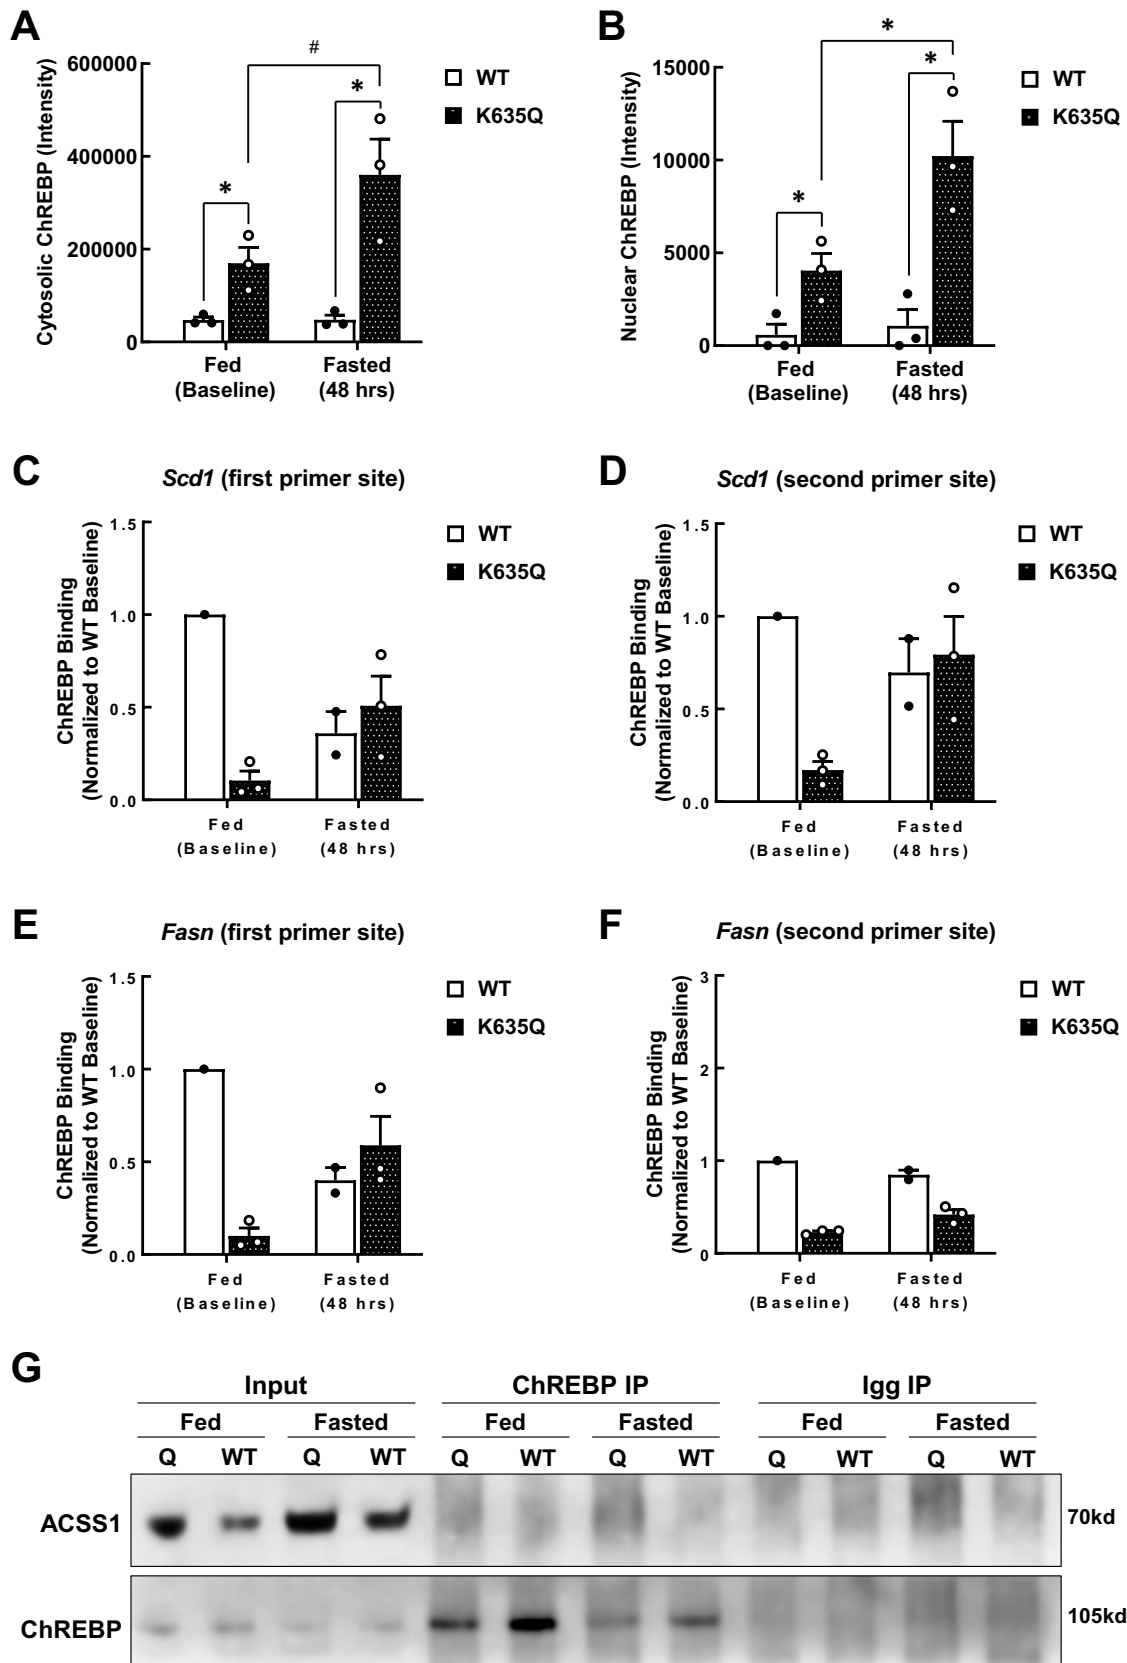 A
Cytosolic ChREBP (Intensity)
600000
400000
200000
0
#
*
*
WT
K635Q
Fed
(Baseline)
Fasted
(48 hrs)
B
Nuclear ChREBP (Intensity)
15000
10000
5000
0
*
*
*
WT
K635Q
Fed
(Baseline)
Fasted
(48 hrs)
C
Scd1 (first primer site)
ChREBP Binding
(Normalized to WT Baseline)
1.5
1.0
0.5
0.0
WT
K635Q
Fed
(Baseline)
Fasted
(48 hrs)
D
Scd1 (second primer site)
ChREBP Binding
(Normalized to WT Baseline)
1.5
1.0
0.5
0.0
WT
K635Q
Fed
(Baseline)
Fasted
(48 hrs)
E
Fasn (first primer site)
ChREBP Binding
(Normalized to WT Baseline)
1.5
1.0
0.5
0.0
WT
K635Q
Fed
(Baseline)
Fasted
(48 hrs)
F
Fasn (second primer site)
ChREBP Binding
(Normalized to WT Baseline)
3
2
1
0
WT
K635Q
Fed
(Baseline)
Fasted
(48 hrs)
G
Input ChREBP IP Igg IP
Fed Fasted Fed Fasted Fed Fasted
Q WT Q WT Q WT Q WT Q WT Q WT
ACSS1 70kd
ChREBP 105kd